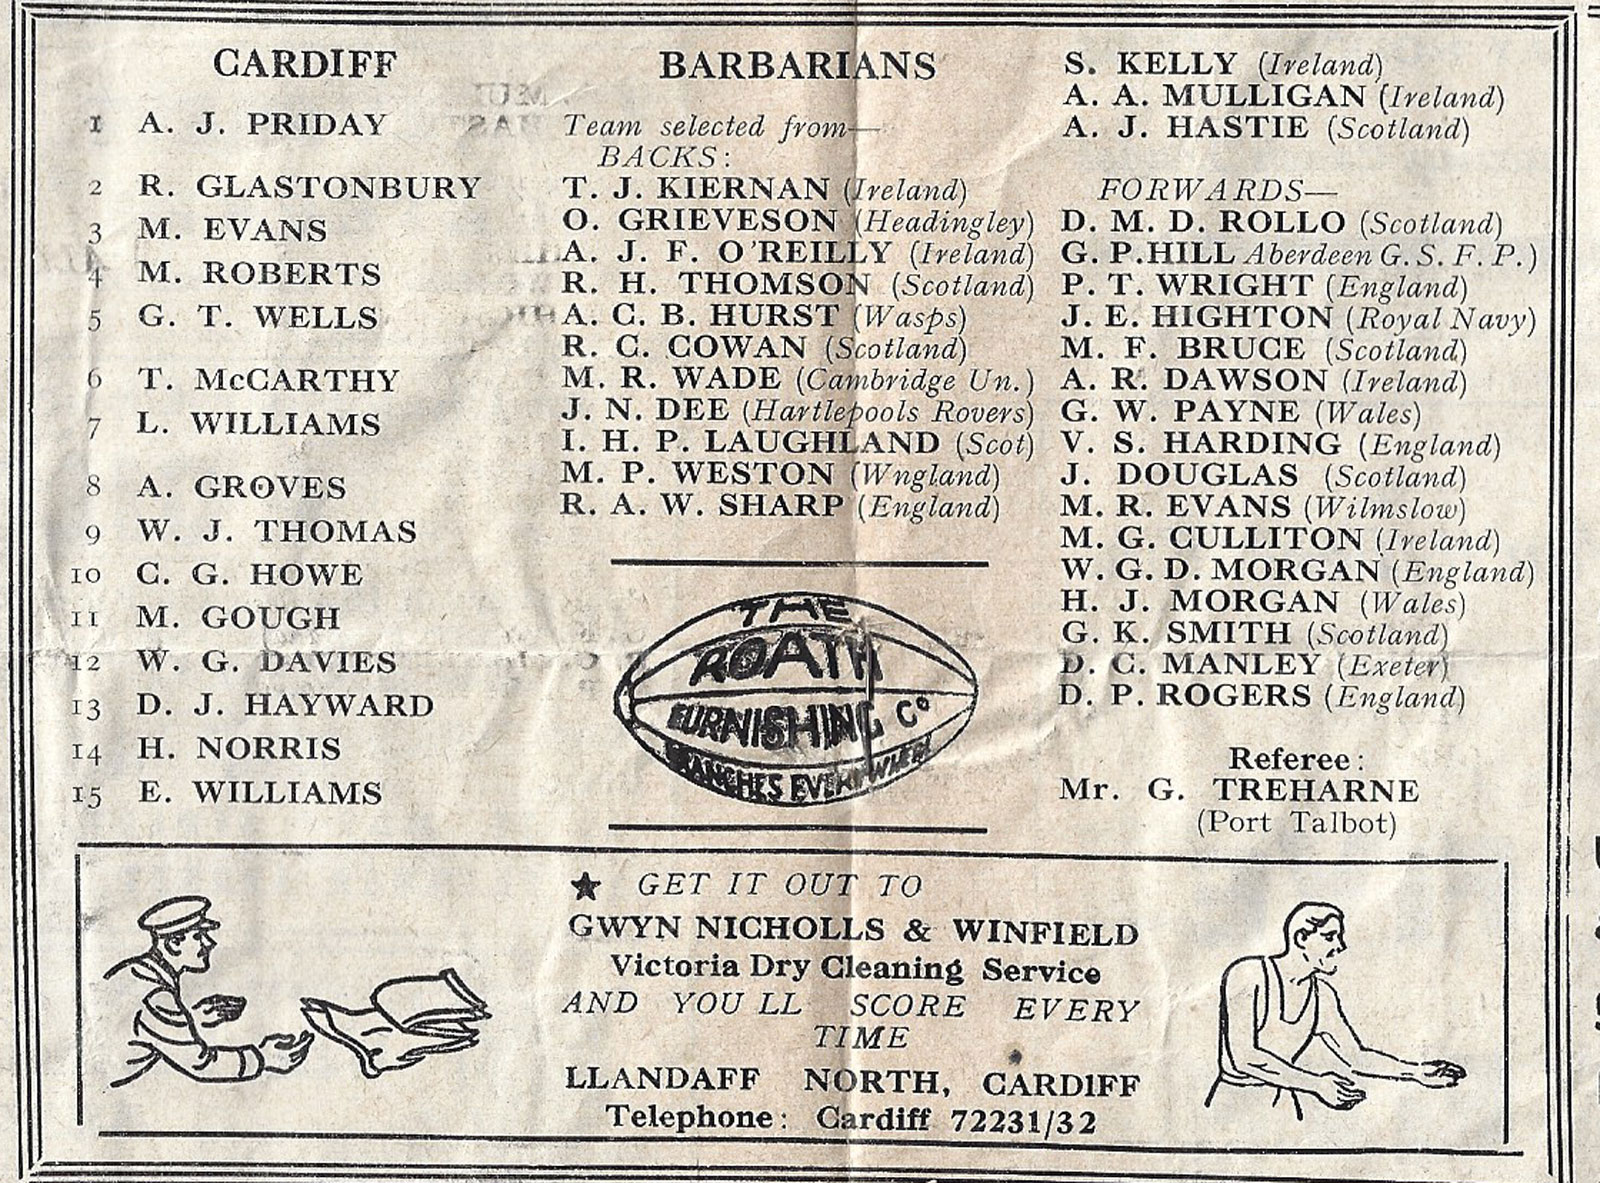 CARDIFF
1 A. J. PRIDAY
2 R. GLASTONBURY
3 M. EVANS
4 M. ROBERTS
5 G. T. WELLS
6 T. McCARTHY
7 L. WILLIAMS
8 A. GROVES
9 W. J. THOMAS
10 C. G. HOWE
11 M. GOUGH
12 W. G. DAVIES
13 D. J. HAYWARD
14 H. NORRIS
15 E. WILLIAMS
BARBARIANS
Team selected from—
BACKS:
T. J. KIERNAN (Ireland)
O. GRIEVESON (Headingley)
A. J. F. O'REILLY (Ireland)
R. H. THOMSON (Scotland)
A. C. B. HURST (Wasps)
R. C. COWAN (Scotland)
M. R. WADE (Cambridge Un.)
J. N. DEE (Hartlepools Rovers)
I. H. P. LAUGHLAND (Scot)
M. P. WESTON (Wngland)
R. A. W. SHARP (England)
S. KELLY (Ireland)
A. A. MULLIGAN (Ireland)
A. J. HASTIE (Scotland)
FORWARDS—
D. M. D. ROLLO (Scotland)
G. P. HILL Aberdeen G. S. F. P.)
P. T. WRIGHT (England)
J. E. HIGHTON (Royal Navy)
M. F. BRUCE (Scotland)
A. R. DAWSON (Ireland)
G. W. PAYNE (Wales)
V. S. HARDING (England)
J. DOUGLAS (Scotland)
M. R. EVANS (Wilmslow)
M. G. CULLITON (Ireland)
W. G. D. MORGAN (England)
H. J. MORGAN (Wales)
G. K. SMITH (Scotland)
D. C. MANLEY (Exeter)
D. P. ROGERS (England)
Referee:
Mr. G. TREHARNE
(Port Talbot)
THE
ROATH
FURNISHING Co
BRANCHES EVERYWHERE
★ GET IT OUT TO
GWYN NICHOLLS & WINFIELD
Victoria Dry Cleaning Service
AND YOU LL SCORE EVERY
TIME
LLANDAFF NORTH, CARDIFF
Telephone: Cardiff 72231/32